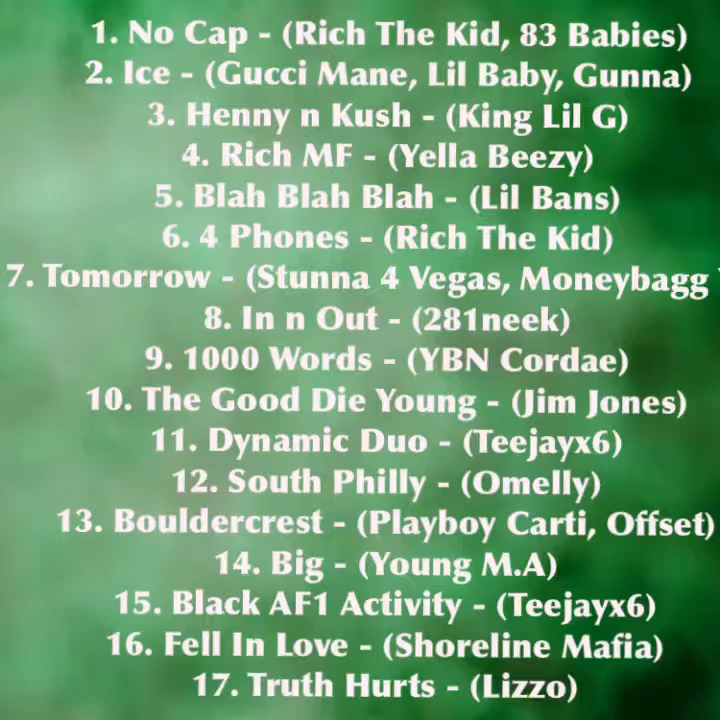 1. No Cap - (Rich The Kid, 83 Babies)
2. Ice - (Gucci Mane, Lil Baby, Gunna)
3. Henny n Kush - (King Lil G)
4. Rich MF - (Yella Beezy)
5. Blah Blah Blah - (Lil Bans)
6. 4 Phones - (Rich The Kid)
7. Tomorrow - (Stunna 4 Vegas, Moneybagg
8. In n Out - (281neek)
9. 1000 Words - (YBN Cordae)
10. The Good Die Young - (Jim Jones)
11. Dynamic Duo - (Teejayx6)
12. South Philly - (Omelly)
13. Bouldercrest - (Playboy Carti, Offset)
14. Big - (Young M.A)
15. Black AF1 Activity - (Teejayx6)
16. Fell In Love - (Shoreline Mafia)
17. Truth Hurts - (Lizzo)